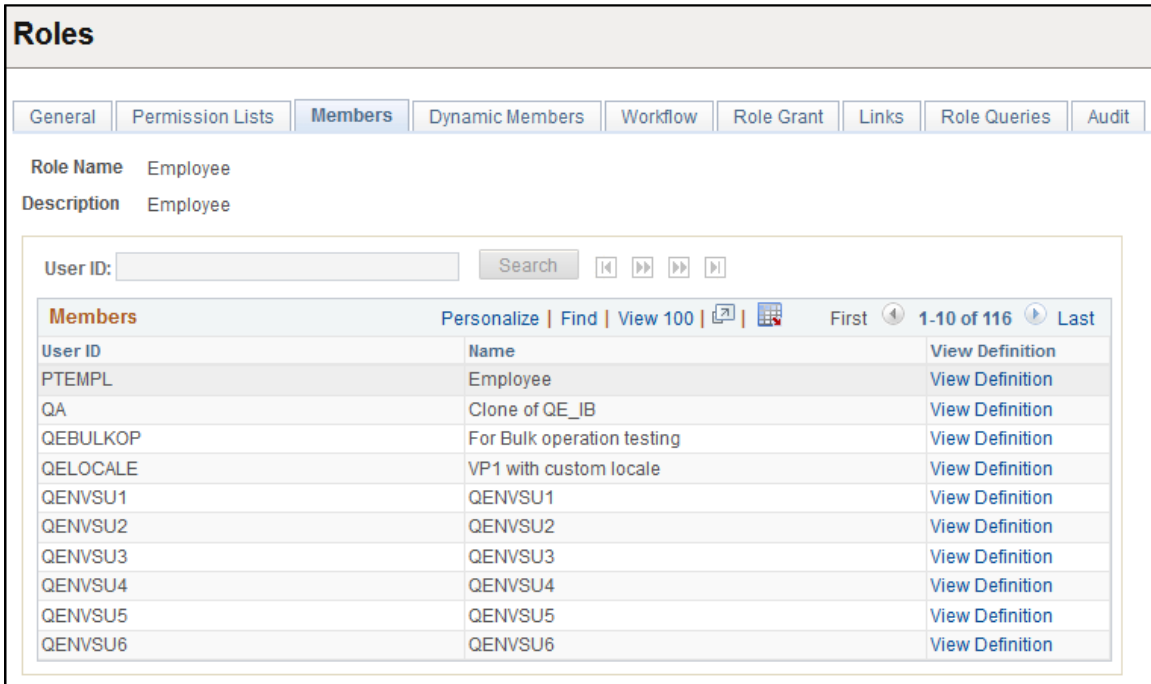 Roles
General Permission Lists Members Dynamic Members Workflow Role Grant Links Role Queries Audit
Role Name Employee
Description Employee
User ID: Search
Members Personalize | Find | View 100 | | First 1-10 of 116 Last
User ID Name View Definition
PTEMPL Employee View Definition
QA Clone of QE_IB View Definition
QEBULKOP For Bulk operation testing View Definition
QELOCALE VP1 with custom locale View Definition
QENVSU1 QENVSU1 View Definition
QENVSU2 QENVSU2 View Definition
QENVSU3 QENVSU3 View Definition
QENVSU4 QENVSU4 View Definition
QENVSU5 QENVSU5 View Definition
QENVSU6 QENVSU6 View Definition